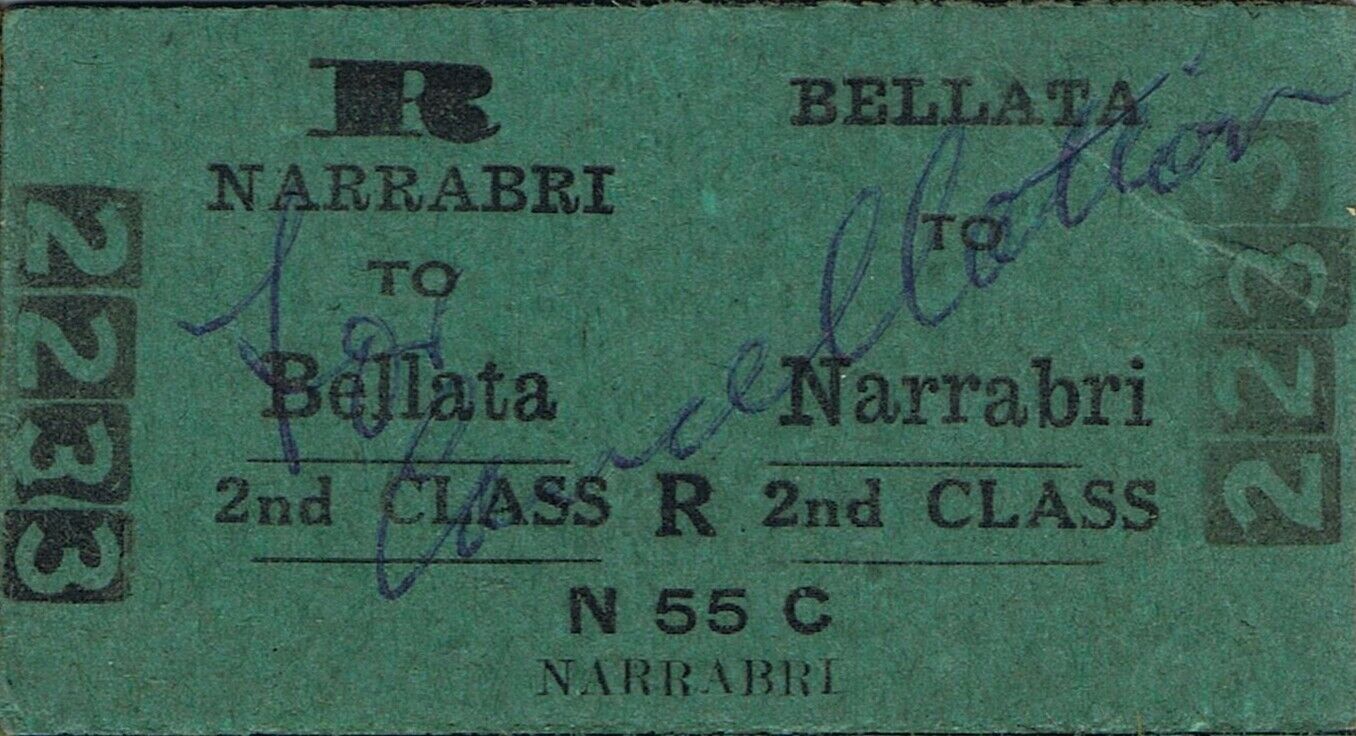 R
NARRABRI
TO
Bellata
2nd CLASS
R
BELLATA
TO
Narrabri
2nd CLASS
N 55 C
NARRABRI
For Cancellation
2233
2233